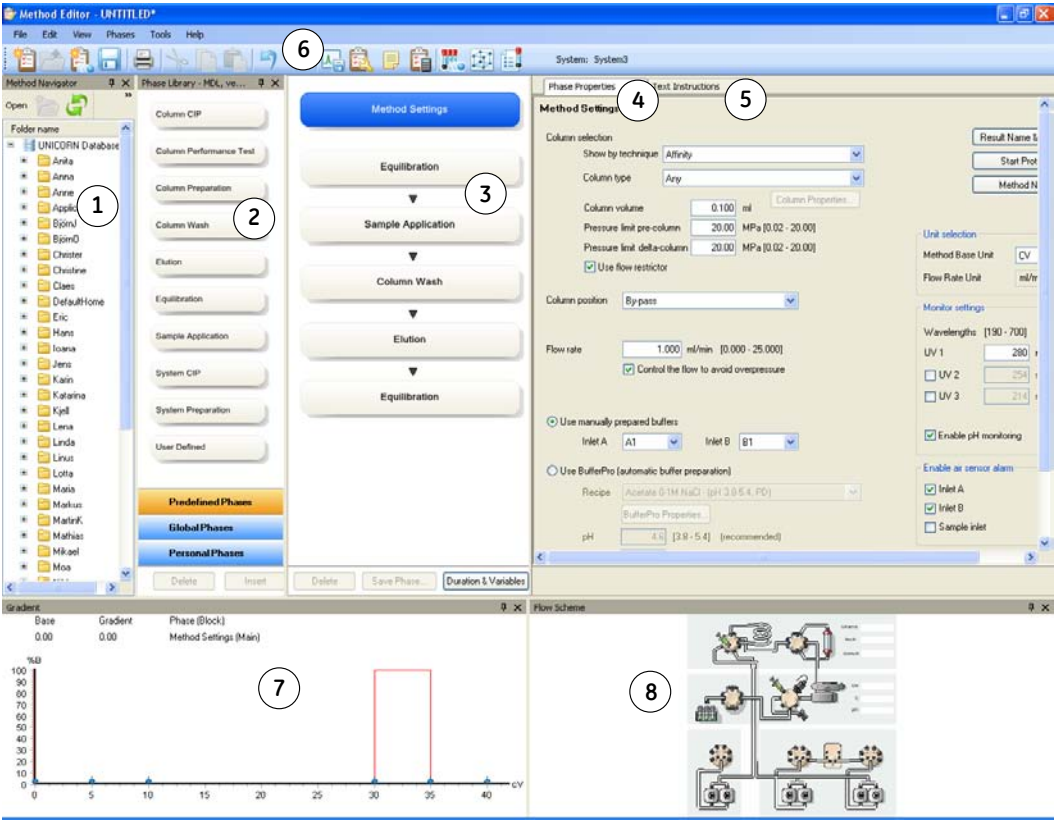 Method Editor - UNTITLED*
File Edit View Phases Tools Help
6
System: System3
Method Navigator
Open
Folder name
UNICORN Database
Anita
Anna
Anne
Applic
BjörnJ
BjörnO
Christer
Christine
Claes
DefaultHome
Eric
Hans
Ioana
Jens
Karin
Katarina
Kjell
Lena
Linda
Linus
Lotta
Maria
Markus
MartinK
Mathias
Mikael
Moa
1
Phase Library - MDL, ve...
Column CIP
Column Performance Test
Column Preparation
Column Wash
Elution
Equilibration
Sample Application
System CIP
System Preparation
User Defined
2
Predefined Phases
Global Phases
Personal Phases
Delete Insert
Method Settings
Equilibration
Sample Application
Column Wash
Elution
Equilibration
3
Delete Save Phase... Duration & Variables
Phase Properties Text Instructions
4
5
Method Settings
Column selection
Show by technique Affinity
Column type Any
Column volume 0.100 ml Column Properties...
Pressure limit pre-column 20.00 MPa [0.02 - 20.00]
Pressure limit delta-column 20.00 MPa [0.02 - 20.00]
Use flow restrictor
Column position By-pass
Flow rate 1.000 ml/min [0.000 - 25.000]
Control the flow to avoid overpressure
Use manually prepared buffers
Inlet A A1 Inlet B B1
Use BufferPro (automatic buffer preparation)
Recipe Acetate 0-1M NaCl (pH 3.8-5.4, PD)
BufferPro Properties...
pH 4.6 [3.8 - 5.4] (recommended)
Result Name &
Start Prot
Method N
Unit selection
Method Base Unit CV
Flow Rate Unit ml/m
Monitor settings
Wavelengths [190 - 700]
UV 1 280
UV 2 254
UV 3 214
Enable pH monitoring
Enable air sensor alarm
Inlet A
Inlet B
Sample inlet
Gradient
Base Gradient Phase (Block)
0.00 0.00 Method Settings (Main)
%B
100
90
80
70
60
50
40
30
20
10
0
0 5 10 15 20 25 30 35 40 CV
7
Flow Scheme
8